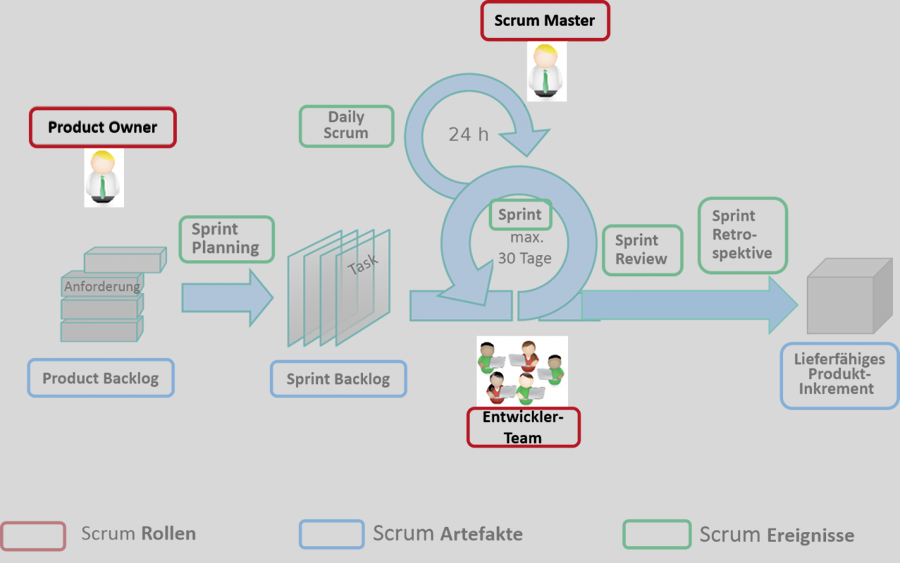 Scrum Master
Product Owner
Daily
Scrum
24 h
Sprint
Planning
Sprint
max.
30 Tage
Sprint
Review
Sprint
Retro-
spektive
Anforderung
Task
Product Backlog
Sprint Backlog
Lieferfähiges
Produkt-
Inkrement
Entwickler-
Team
Scrum Rollen
Scrum Artefakte
Scrum Ereignisse